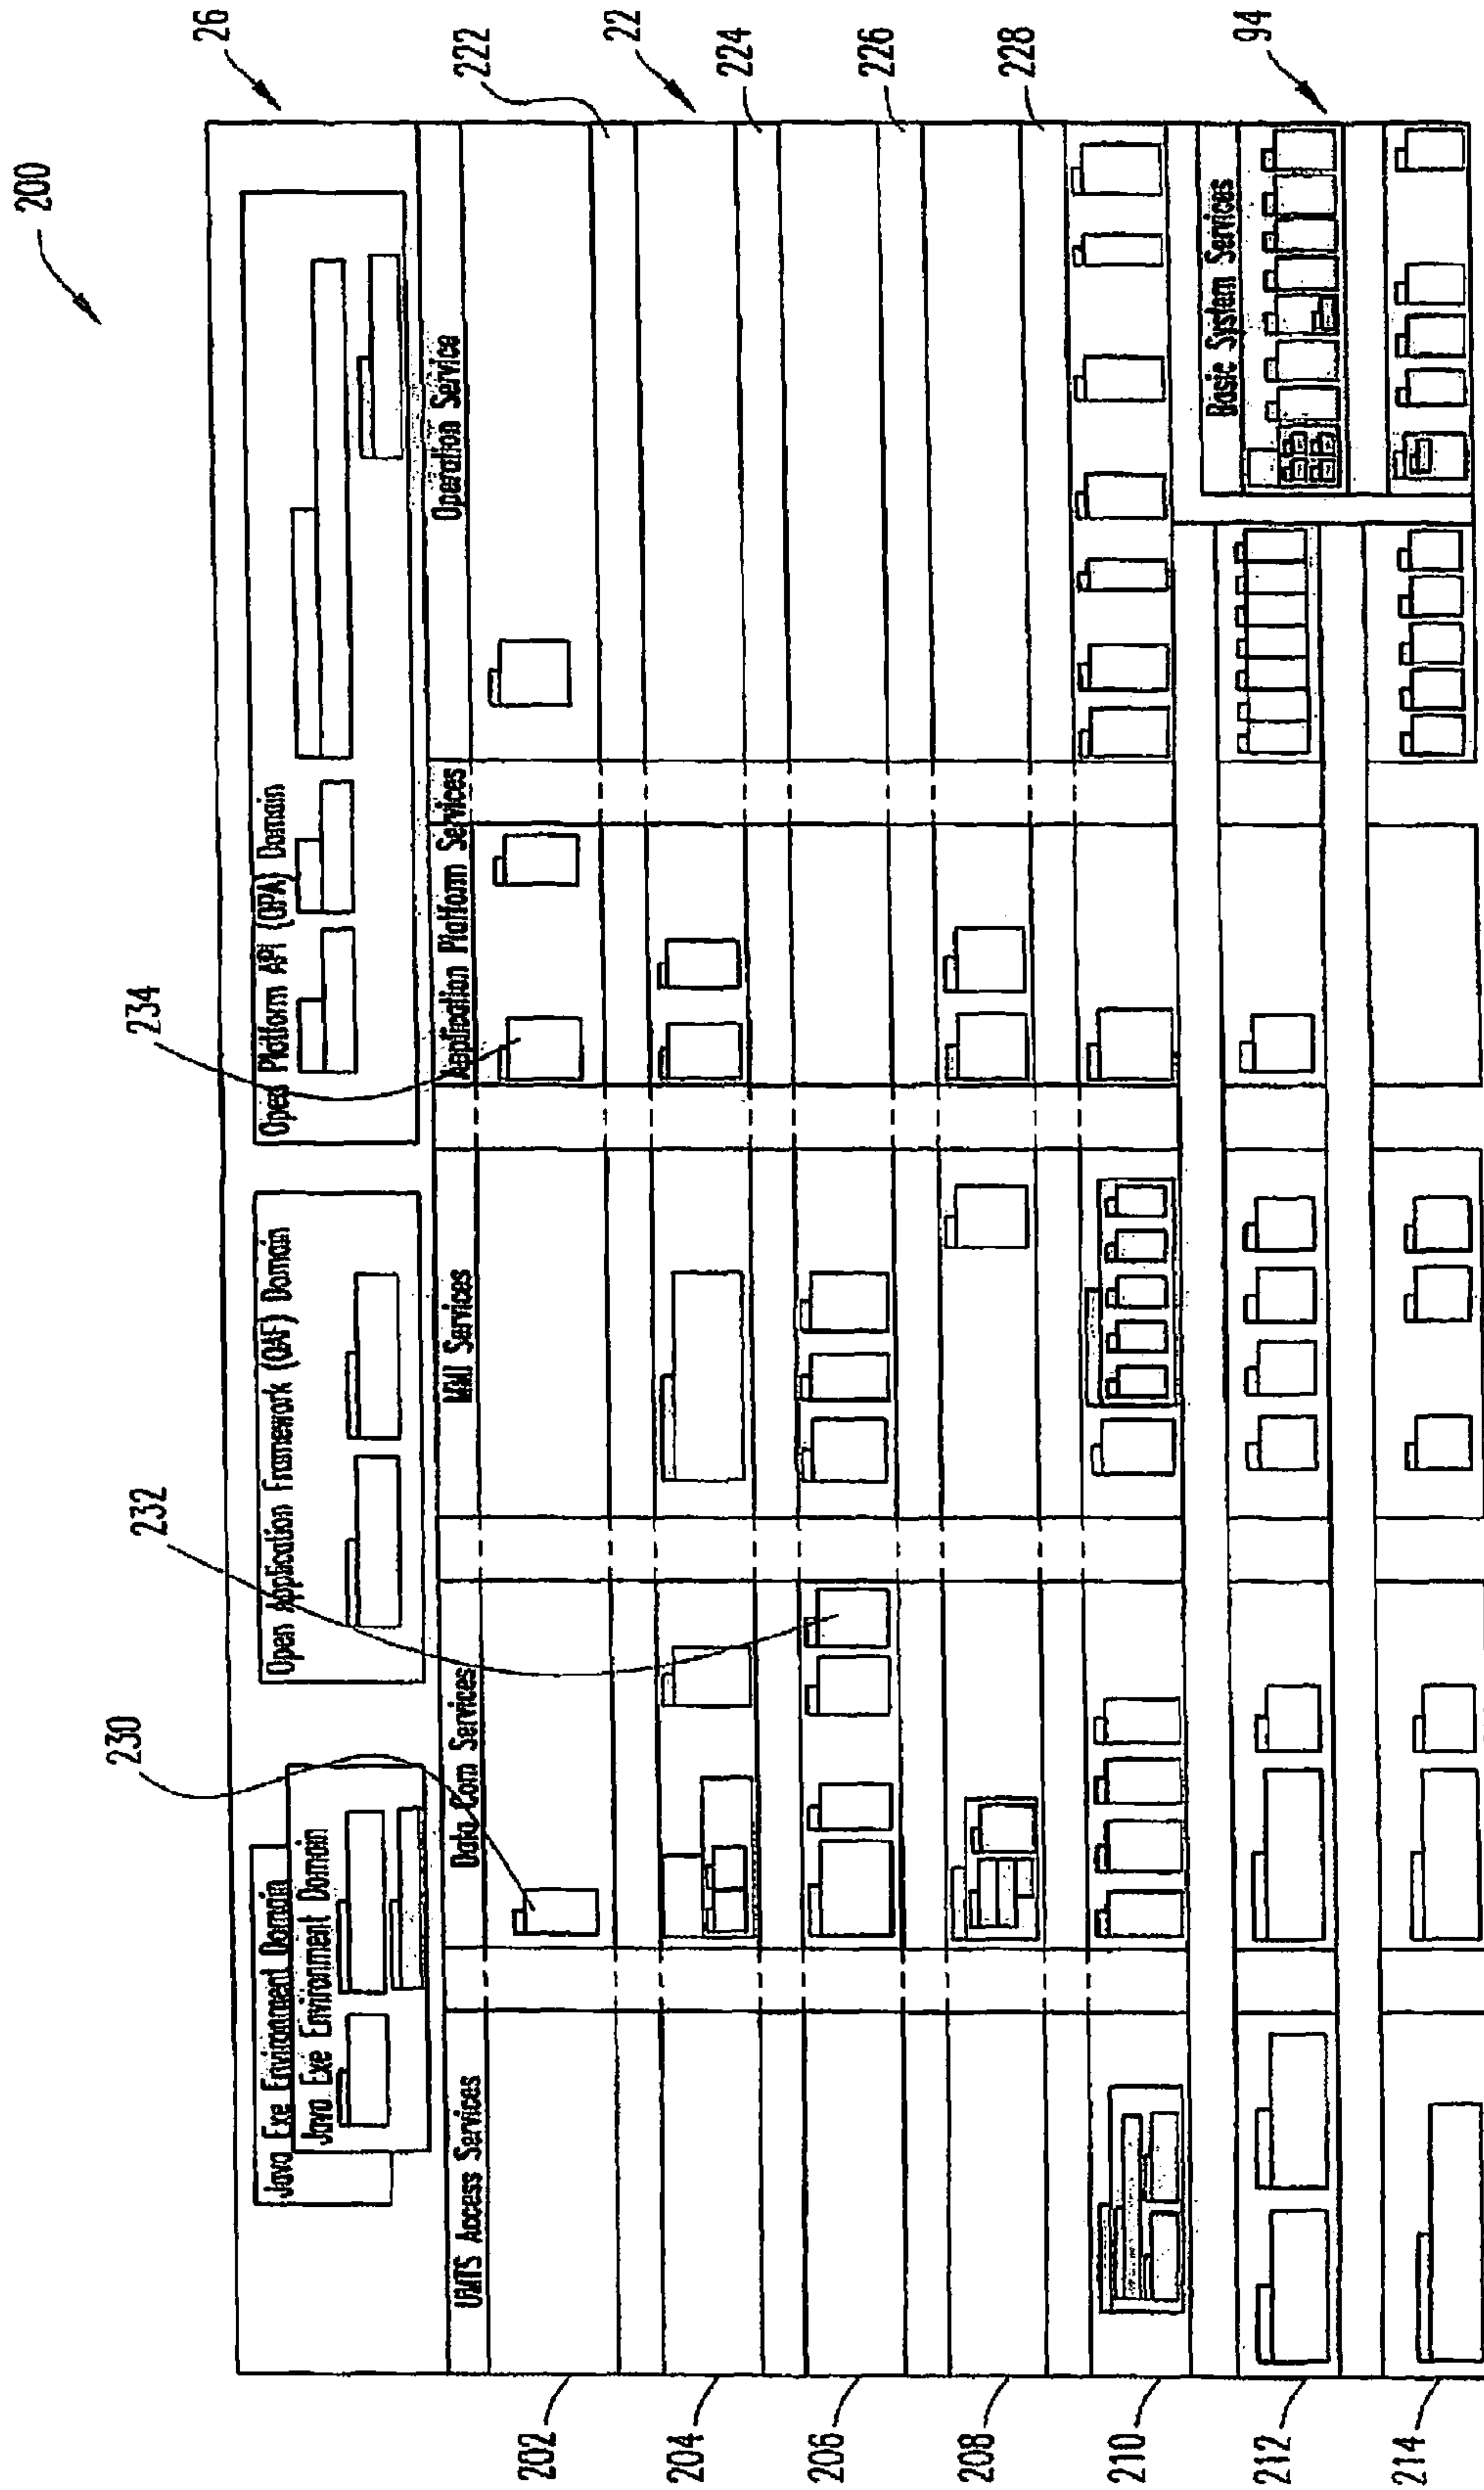 200
26
222
22
224
226
228
94
234
232
230
Java Exe Environment Domain
Java Exe Environment Domain
Open Application Framework (OAF) Domain
Open Platform API (OPA) Domain
UMTS Access Services
Data Com Services
MMI Services
Application Platform Services
Operation Service
Basic System Services
202
204
206
208
210
212
214